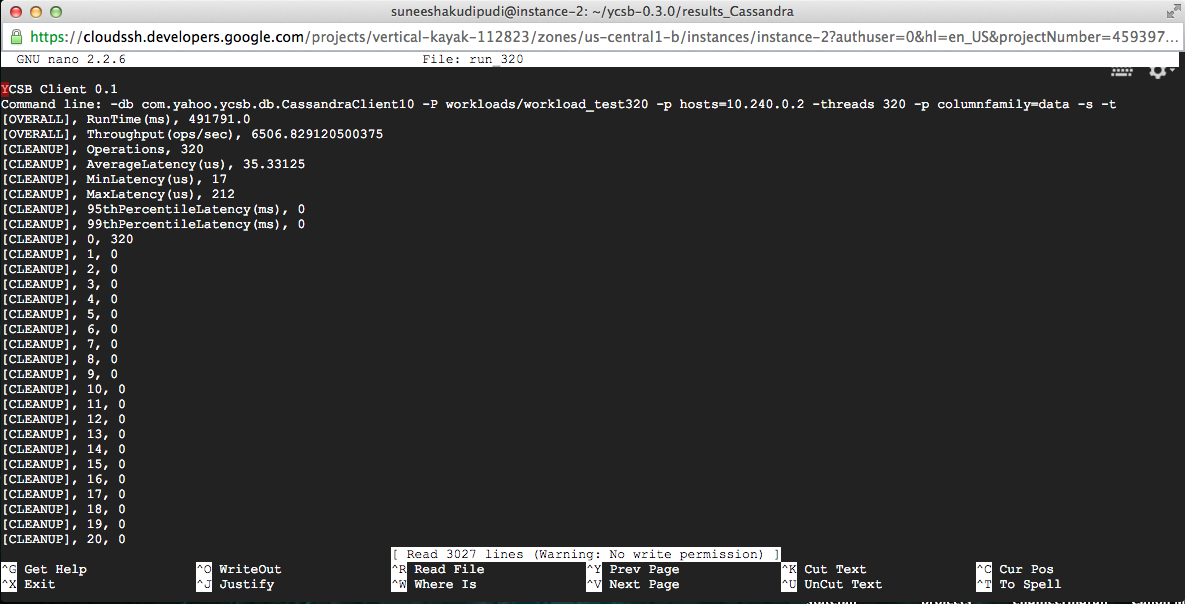 suneeshakudipudi@instance-2: ~/ycsb-0.3.0/results_Cassandra
https://cloudssh.developers.google.com/projects/vertical-kayak-112823/zones/us-central1-b/instances/instance-2?authuser=0&hl=en_US&projectNumber=459397...
GNU nano 2.2.6 File: run_320
YCSB Client 0.1
Command line: -db com.yahoo.ycsb.db.CassandraClient10 -P workloads/workload_test320 -p hosts=10.240.0.2 -threads 320 -p columnfamily=data -s -t
[OVERALL], RunTime(ms), 491791.0
[OVERALL], Throughput(ops/sec), 6506.829120500375
[CLEANUP], Operations, 320
[CLEANUP], AverageLatency(us), 35.33125
[CLEANUP], MinLatency(us), 17
[CLEANUP], MaxLatency(us), 212
[CLEANUP], 95thPercentileLatency(ms), 0
[CLEANUP], 99thPercentileLatency(ms), 0
[CLEANUP], 0, 320
[CLEANUP], 1, 0
[CLEANUP], 2, 0
[CLEANUP], 3, 0
[CLEANUP], 4, 0
[CLEANUP], 5, 0
[CLEANUP], 6, 0
[CLEANUP], 7, 0
[CLEANUP], 8, 0
[CLEANUP], 9, 0
[CLEANUP], 10, 0
[CLEANUP], 11, 0
[CLEANUP], 12, 0
[CLEANUP], 13, 0
[CLEANUP], 14, 0
[CLEANUP], 15, 0
[CLEANUP], 16, 0
[CLEANUP], 17, 0
[CLEANUP], 18, 0
[CLEANUP], 19, 0
[CLEANUP], 20, 0
[ Read 3027 lines (Warning: No write permission) ]
^G Get Help ^O WriteOut ^R Read File ^Y Prev Page ^K Cut Text ^C Cur Pos
^X Exit ^J Justify ^W Where Is ^V Next Page ^U UnCut Text ^T To Spell